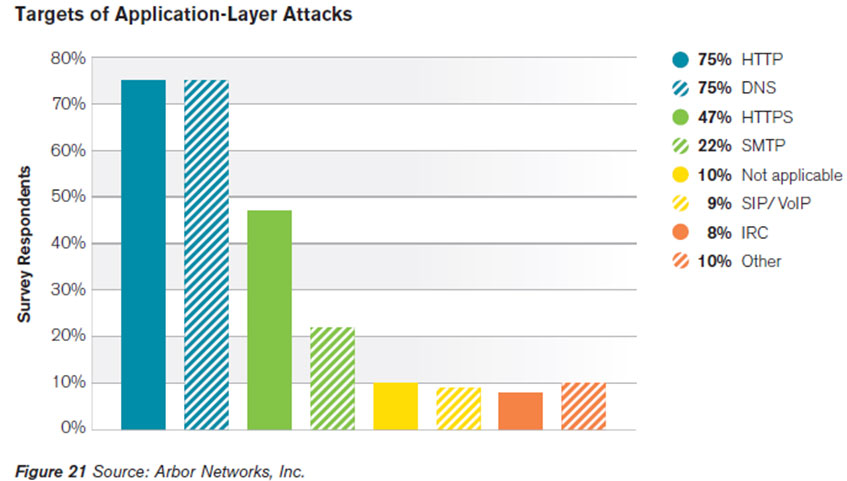 Targets of Application-Layer Attacks
80%
70%
60%
50%
40%
30%
20%
10%
0%
Survey Respondents
75% HTTP
75% DNS
47% HTTPS
22% SMTP
10% Not applicable
9% SIP/VoIP
8% IRC
10% Other
Figure 21 Source: Arbor Networks, Inc.